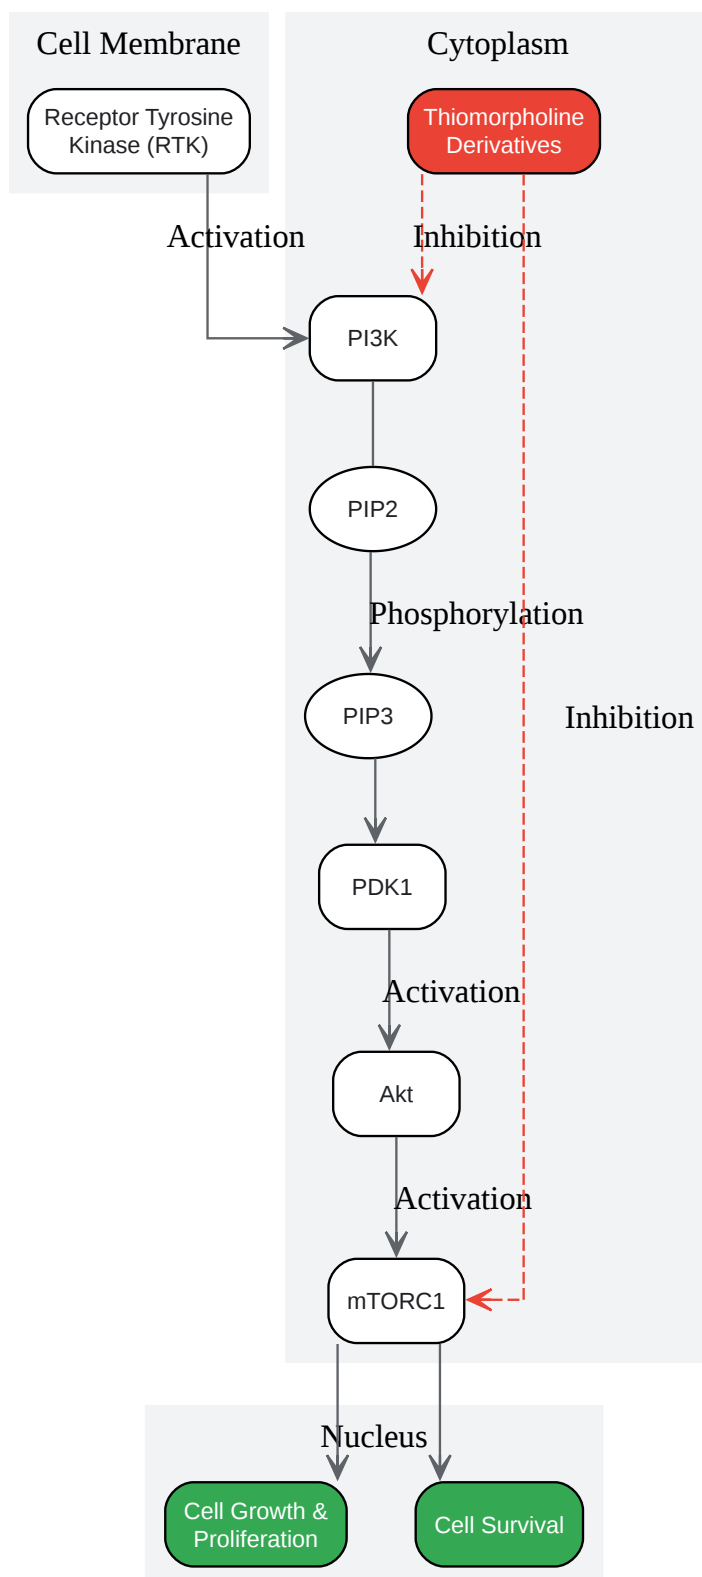 Cell Membrane
Cytoplasm
Receptor Tyrosine
Kinase (RTK)
Thiomorpholine
Derivatives
Activation
Inhibition
PI3K
PIP2
Phosphorylation
PIP3
Inhibition
PDK1
Activation
Akt
Activation
mTORC1
Nucleus
Cell Growth &
Proliferation
Cell Survival